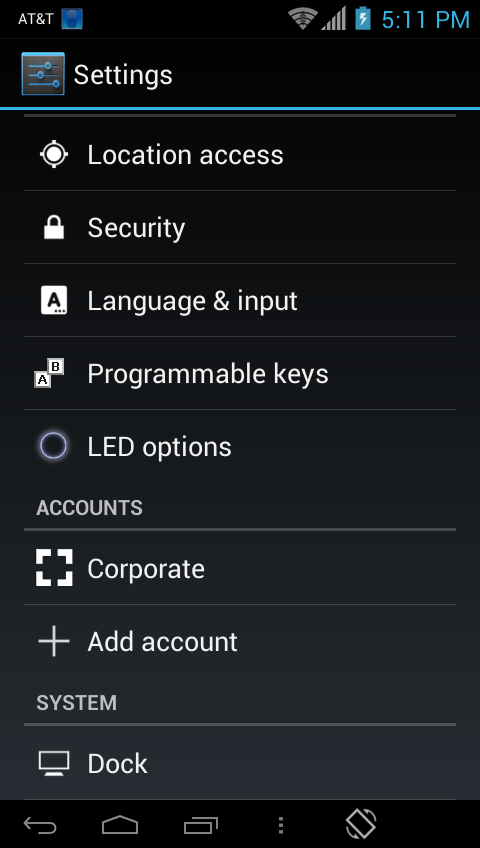 AT&T 5:11 PM
Settings
Location access
Security
A Language & input
A B Programmable keys
LED options
ACCOUNTS
Corporate
Add account
SYSTEM
Dock